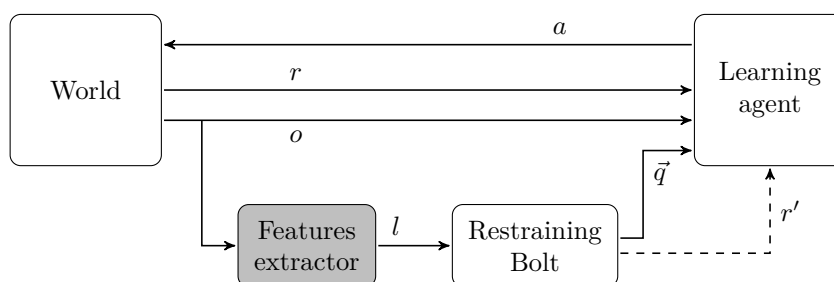 a
World
r
Learning
agent
o
q⃗
r′
Features
extractor
l
Restraining
Bolt